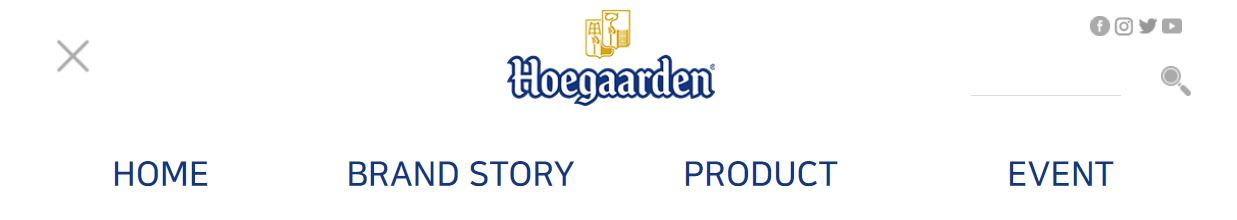 Hoegaarden
HOME BRAND STORY PRODUCT EVENT